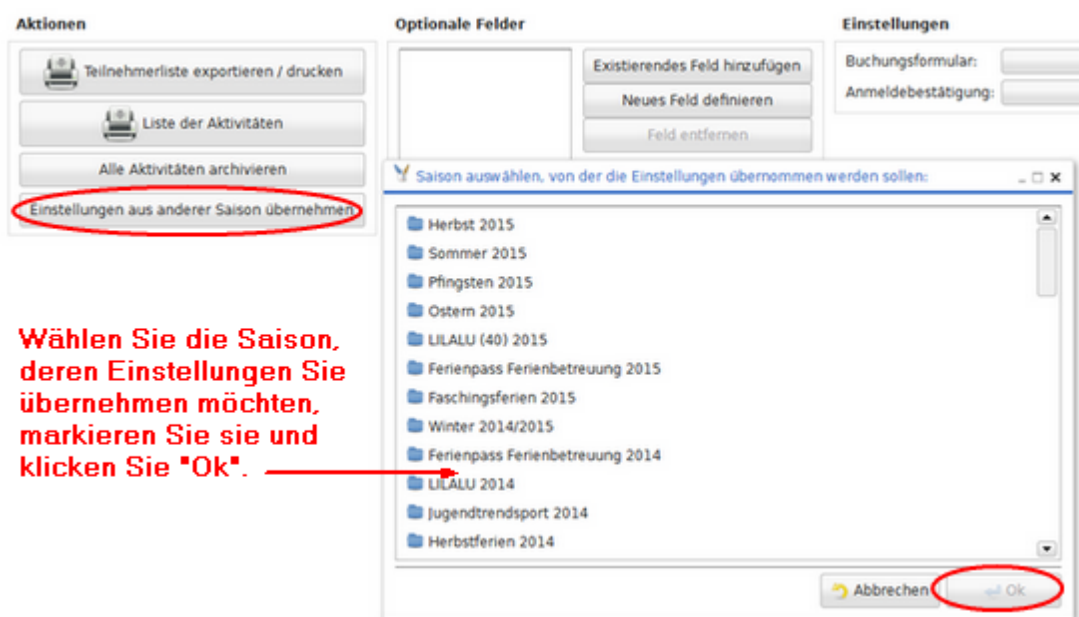 Aktionen
Teilnehmerliste exportieren / drucken
Liste der Aktivitäten
Alle Aktivitäten archivieren
Einstellungen aus anderer Saison übernehmen
Optionale Felder
Existierendes Feld hinzufügen
Neues Feld definieren
Feld entfernen
Einstellungen
Buchungsformular:
Anmeldebestätigung:
Saison auswählen, von der die Einstellungen übernommen werden sollen:
Herbst 2015
Sommer 2015
Pfingsten 2015
Ostern 2015
LILALU (40) 2015
Ferienpass Ferienbetreuung 2015
Faschingsferien 2015
Winter 2014/2015
Ferienpass Ferienbetreuung 2014
LILALU 2014
Jugendtrendsport 2014
Herbstferien 2014
Abbrechen
Ok
Wählen Sie die Saison,
deren Einstellungen Sie
übernehmen möchten,
markieren Sie sie und
klicken Sie "Ok".